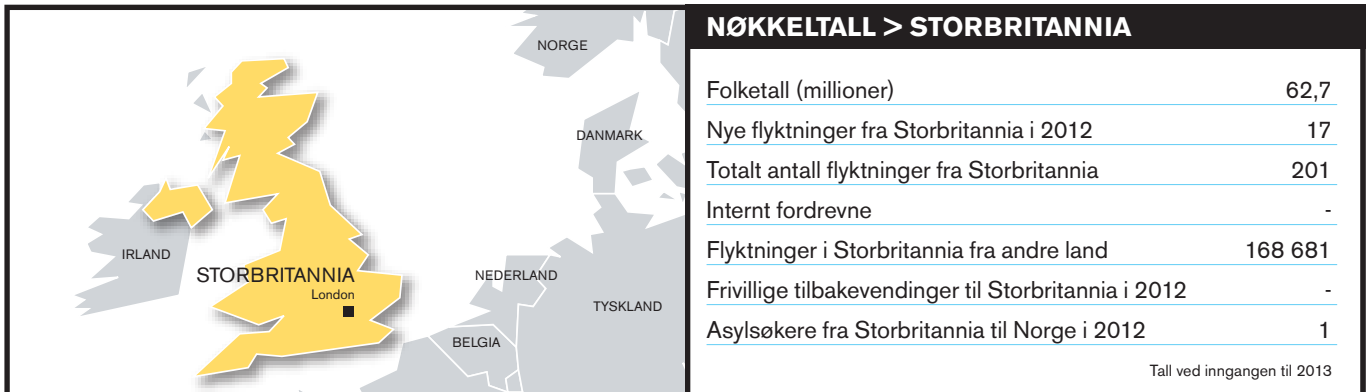 NORGE
DANMARK
IRLAND
STORBRITANNIA
London
NEDERLAND
TYSKLAND
BELGIA
NØKKELTALL > STORBRITANNIA
Folketall (millioner) 62,7
Nye flyktninger fra Storbritannia i 2012 17
Totalt antall flyktninger fra Storbritannia 201
Internt fordrevne -
Flyktninger i Storbritannia fra andre land 168 681
Frivillige tilbakevendinger til Storbritannia i 2012 -
Asylsøkere fra Storbritannia til Norge i 2012 1
Tall ved inngangen til 2013